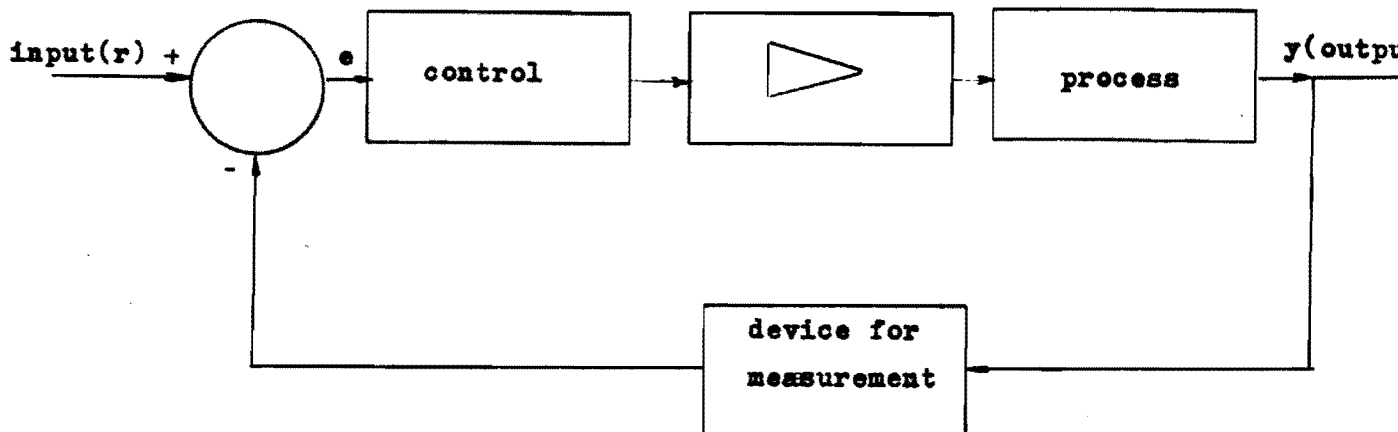 input(r) +
e
control
process
y(outpu
-
device for
measurement